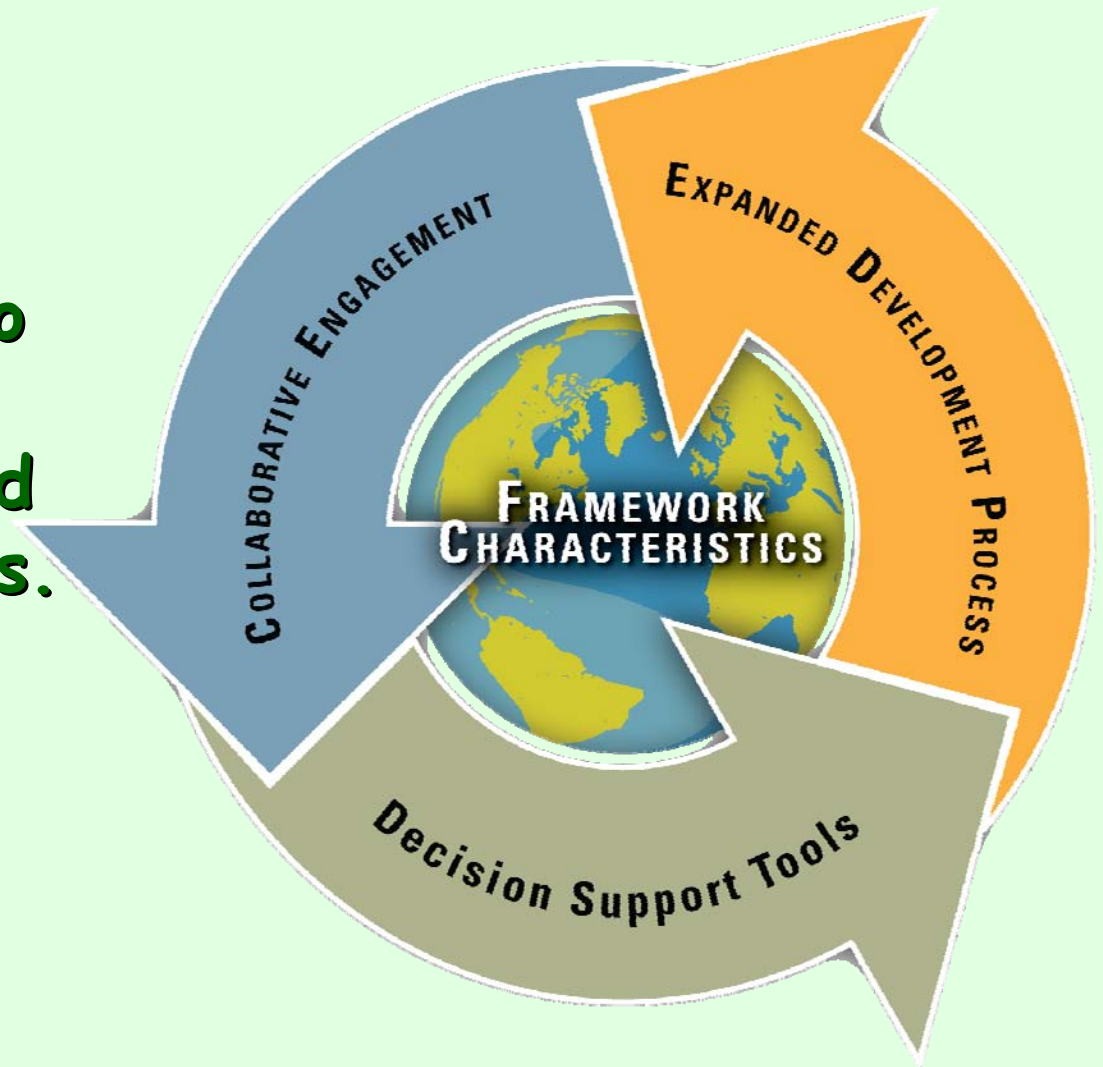 COLLABORATIVE ENGAGEMENT
EXPANDED DEVELOPMENT PROCESS
FRAMEWORK
CHARACTERISTICS
Decision Support Tools